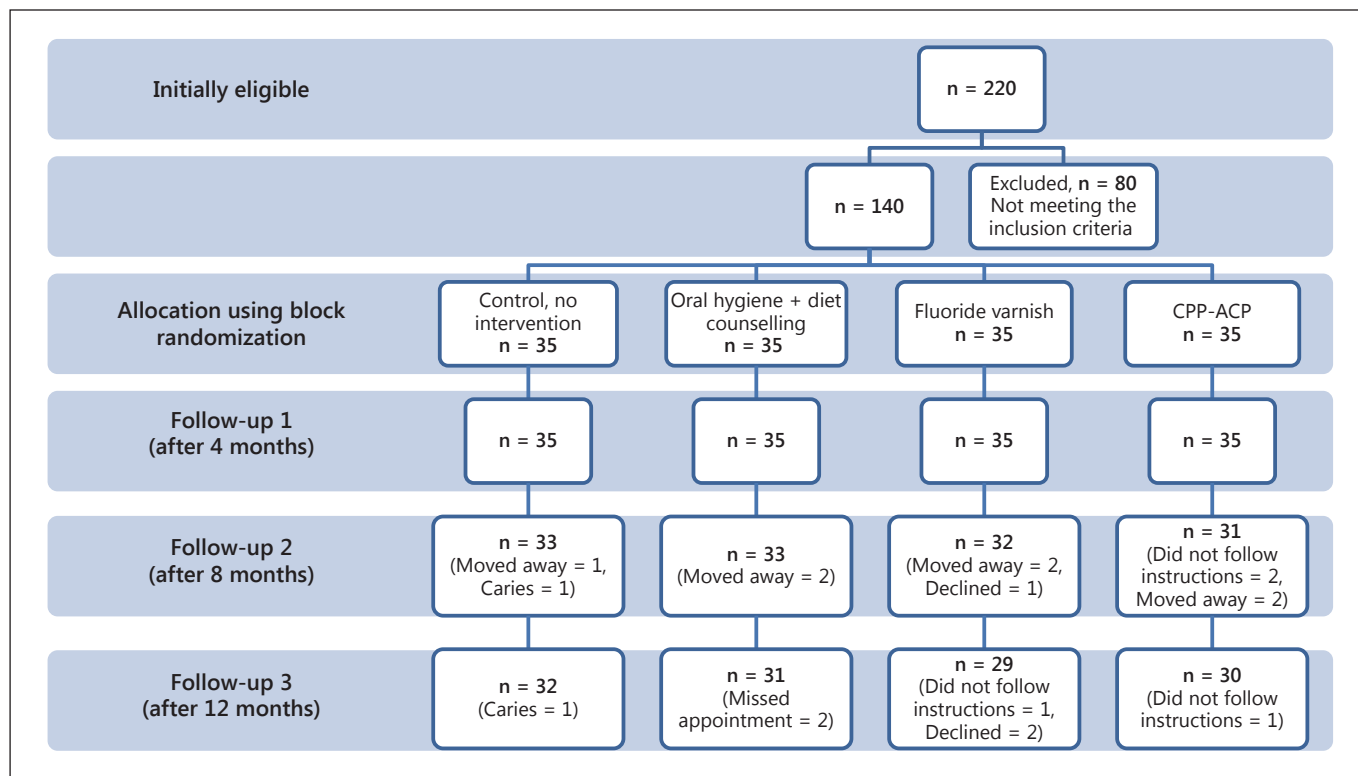 Initially eligible
n = 220
n = 140
Excluded, n = 80
Not meeting the
inclusion criteria
Allocation using block
randomization
Control, no
intervention
n = 35
Oral hygiene + diet
counselling
n = 35
Fluoride varnish
n = 35
CPP-ACP
n = 35
Follow-up 1
(after 4 months)
n = 35
n = 35
n = 35
n = 35
Follow-up 2
(after 8 months)
n = 33
(Moved away = 1,
Caries = 1)
n = 33
(Moved away = 2)
n = 32
(Moved away = 2,
Declined = 1)
n = 31
(Did not follow
instructions = 2,
Moved away = 2)
Follow-up 3
(after 12 months)
n = 32
(Caries = 1)
n = 31
(Missed
appointment = 2)
n = 29
(Did not follow
instructions = 1,
Declined = 2)
n = 30
(Did not follow
instructions = 1)